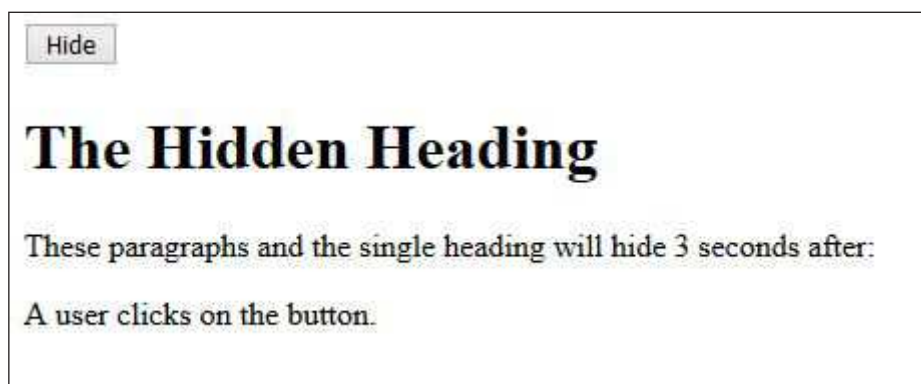 Hide
The Hidden Heading
These paragraphs and the single heading will hide 3 seconds after:
A user clicks on the button.